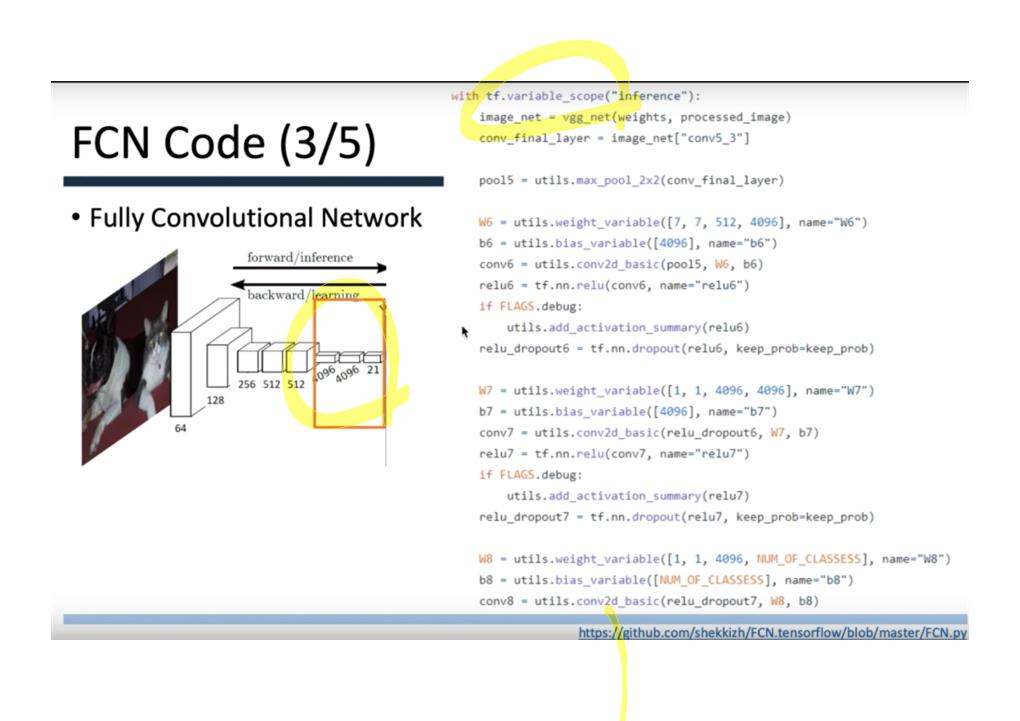 FCN Code (3/5)
• Fully Convolutional Network
forward/inference
backward/learning
64
128
256 512 512
4096 4096 21
with tf.variable_scope("inference"):
image_net = vgg_net(weights, processed_image)
conv_final_layer = image_net["conv5_3"]
pool5 = utils.max_pool_2x2(conv_final_layer)
W6 = utils.weight_variable([7, 7, 512, 4096], name="W6")
b6 = utils.bias_variable([4096], name="b6")
conv6 = utils.conv2d_basic(pool5, W6, b6)
relu6 = tf.nn.relu(conv6, name="relu6")
if FLAGS.debug:
utils.add_activation_summary(relu6)
relu_dropout6 = tf.nn.dropout(relu6, keep_prob=keep_prob)
W7 = utils.weight_variable([1, 1, 4096, 4096], name="W7")
b7 = utils.bias_variable([4096], name="b7")
conv7 = utils.conv2d_basic(relu_dropout6, W7, b7)
relu7 = tf.nn.relu(conv7, name="relu7")
if FLAGS.debug:
utils.add_activation_summary(relu7)
relu_dropout7 = tf.nn.dropout(relu7, keep_prob=keep_prob)
W8 = utils.weight_variable([1, 1, 4096, NUM_OF_CLASSESS], name="W8")
b8 = utils.bias_variable([NUM_OF_CLASSESS], name="b8")
conv8 = utils.conv2d_basic(relu_dropout7, W8, b8)
https://github.com/shekkizh/FCN.tensorflow/blob/master/FCN.py